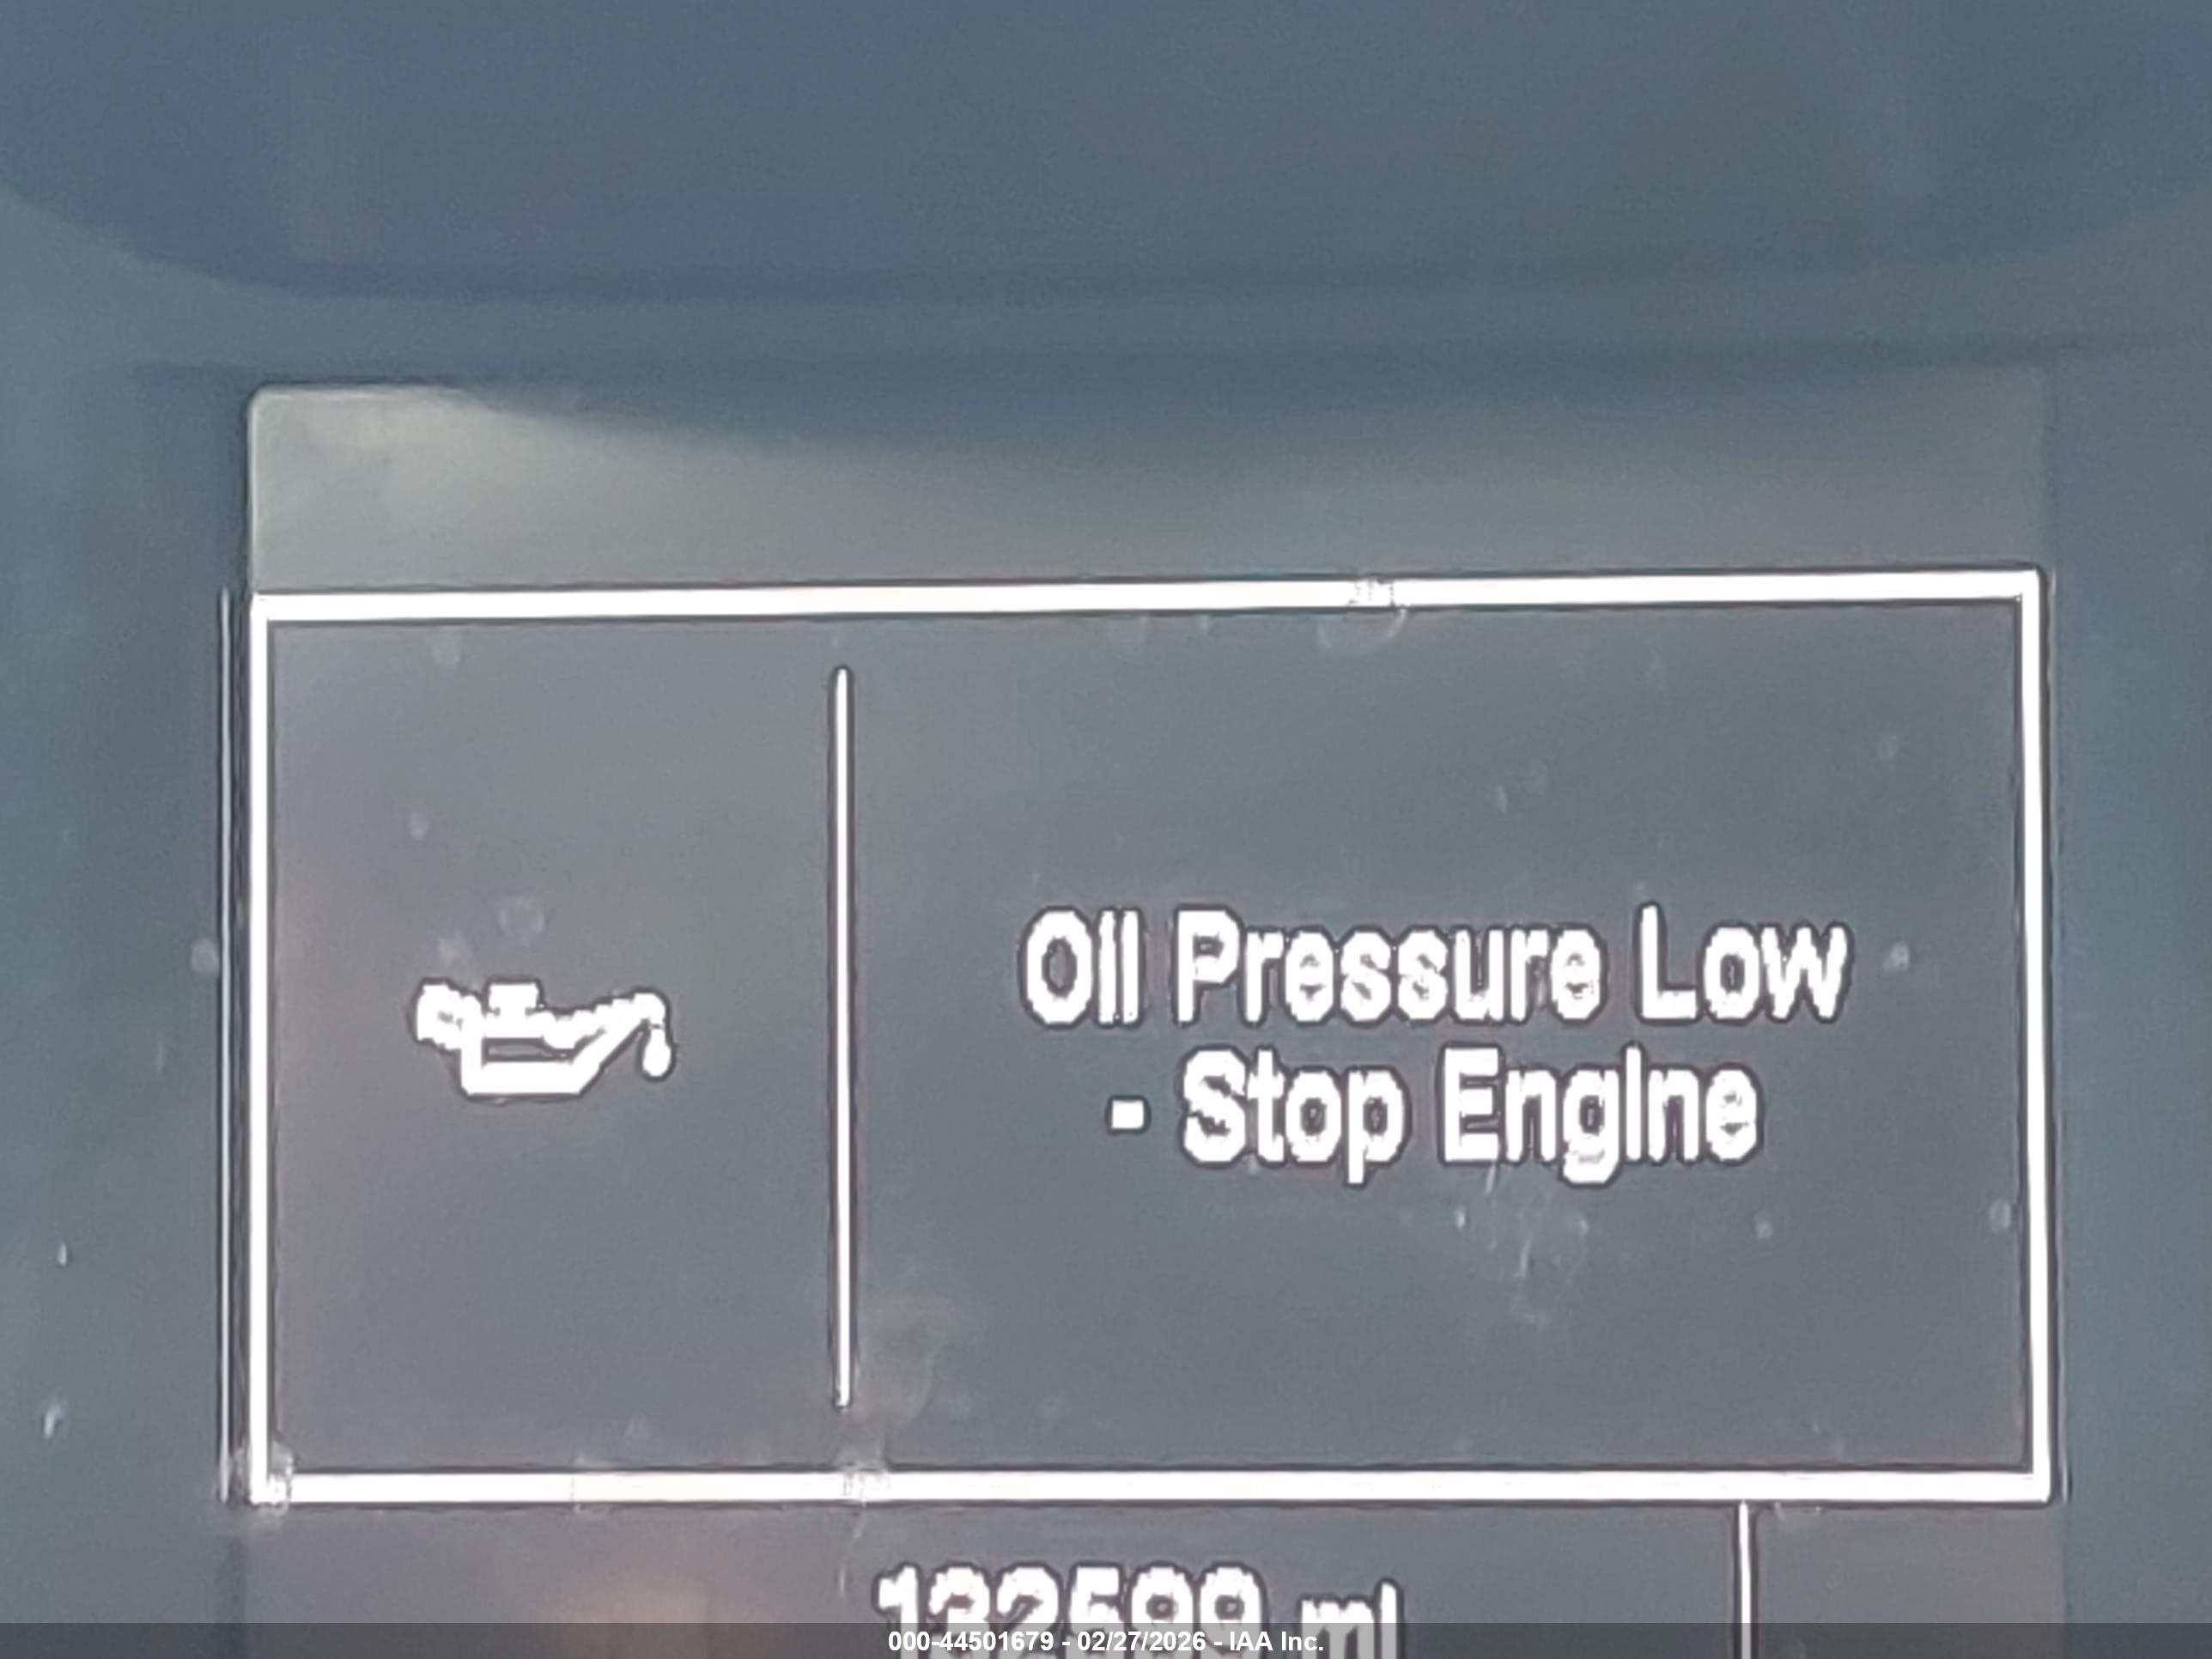 Oil Pressure Low
- Stop Engine
132599 mi
000-44501679 - 02/27/2026 - IAA Inc.